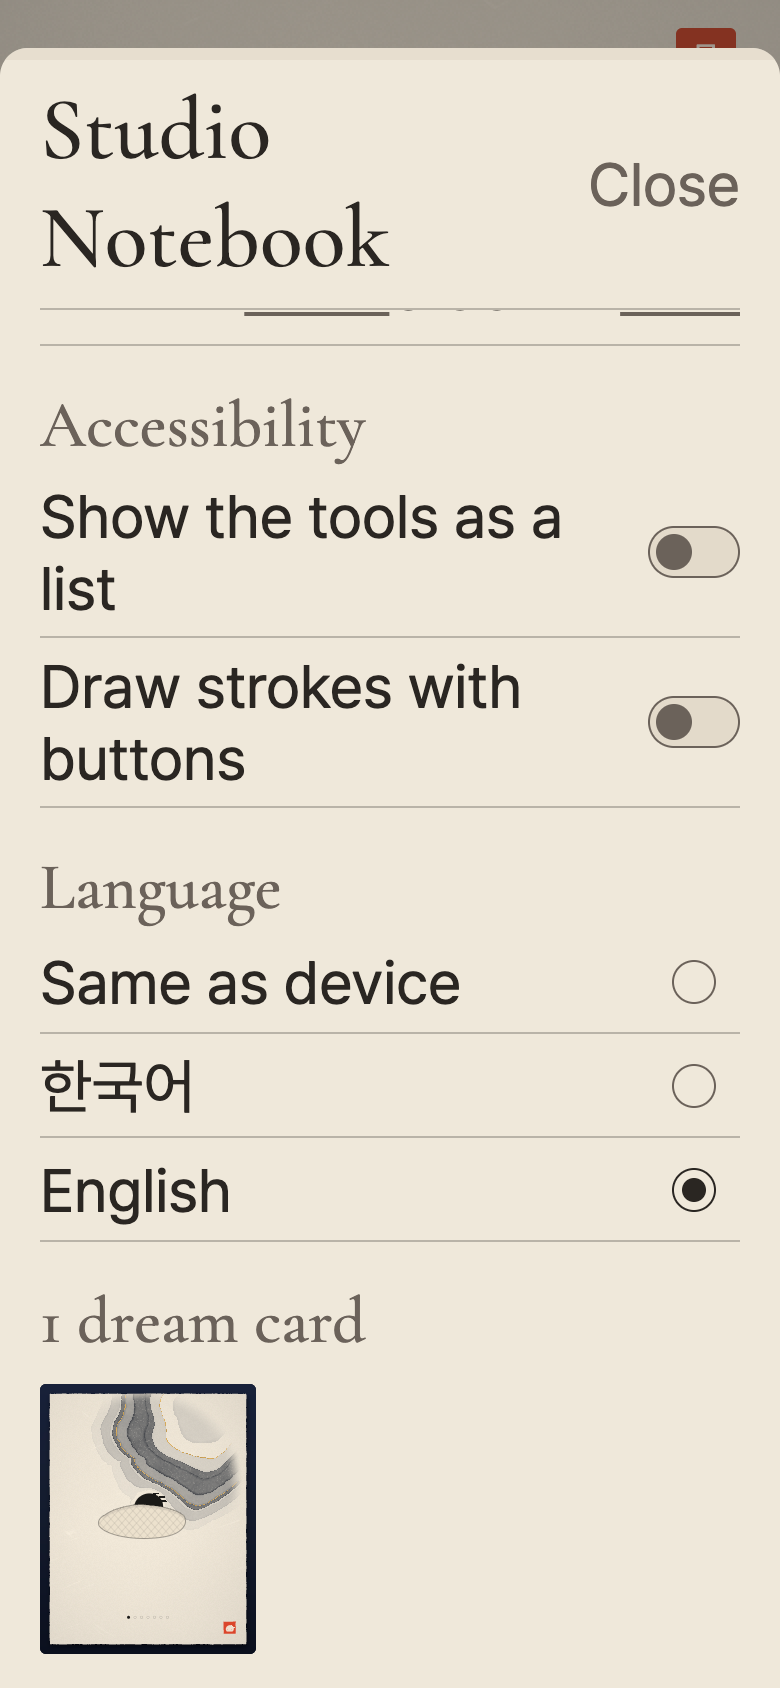 Studio
Notebook
Close
Accessibility
Show the tools as a
list
Draw strokes with
buttons
Language
Same as device
한국어
English
1 dream card